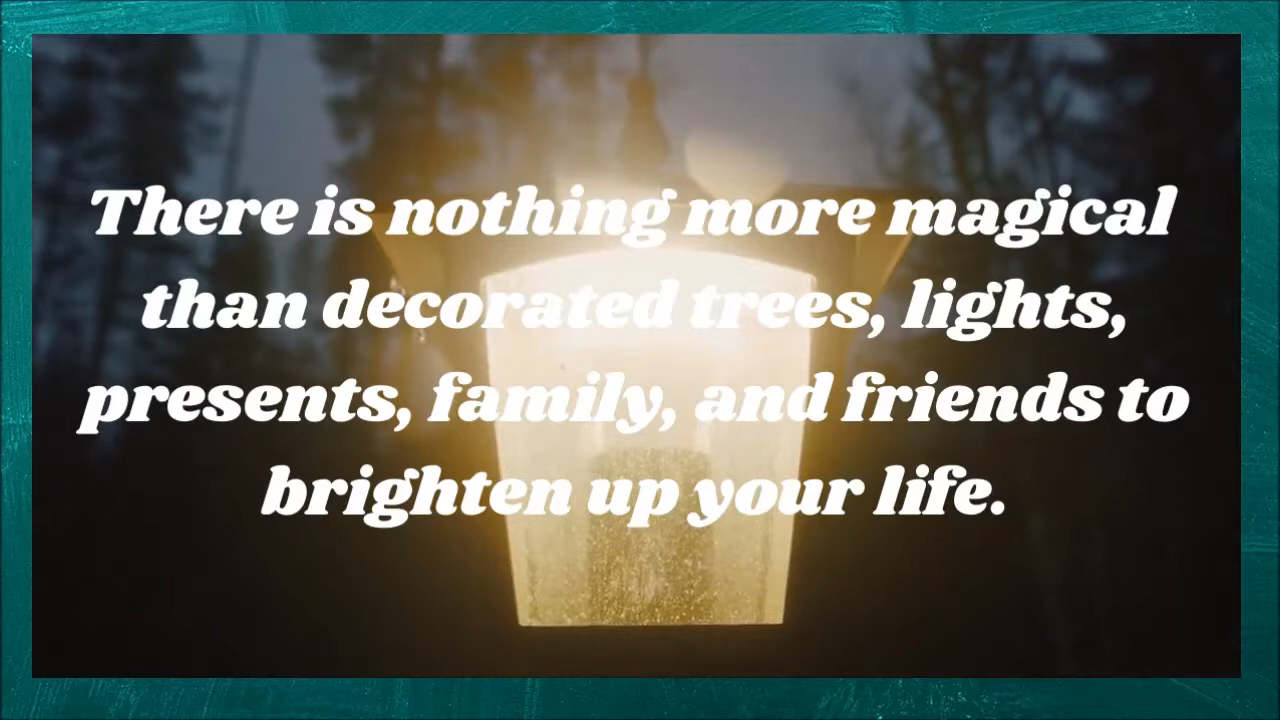 There is nothing more magical
than decorated trees, lights,
presents, family, and friends to
brighten up your life.